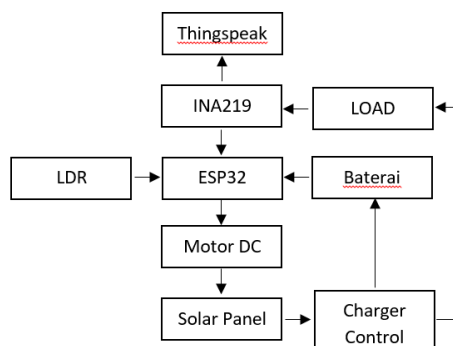 Thingspeak
INA219
LOAD
LDR
ESP32
Baterai
Motor DC
Solar Panel
Charger
Control